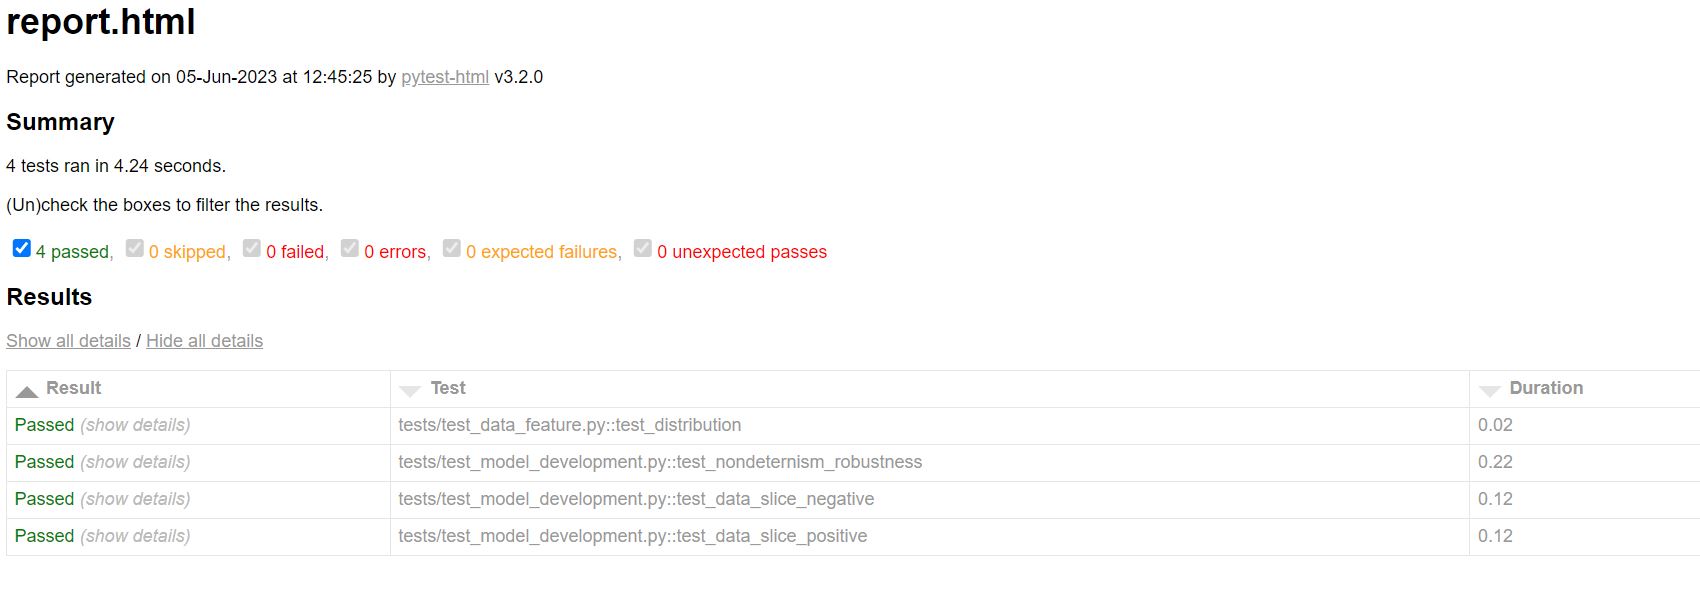 report.html
Report generated on 05-Jun-2023 at 12:45:25 by pytest-html v3.2.0
Summary
4 tests ran in 4.24 seconds.
(Un)check the boxes to filter the results.
4 passed, 0 skipped, 0 failed, 0 errors, 0 expected failures, 0 unexpected passes
Results
Show all details / Hide all details
Result Test Duration
Passed (show details) tests/test_data_feature.py::test_distribution 0.02
Passed (show details) tests/test_model_development.py::test_nondeternism_robustness 0.22
Passed (show details) tests/test_model_development.py::test_data_slice_negative 0.12
Passed (show details) tests/test_model_development.py::test_data_slice_positive 0.12